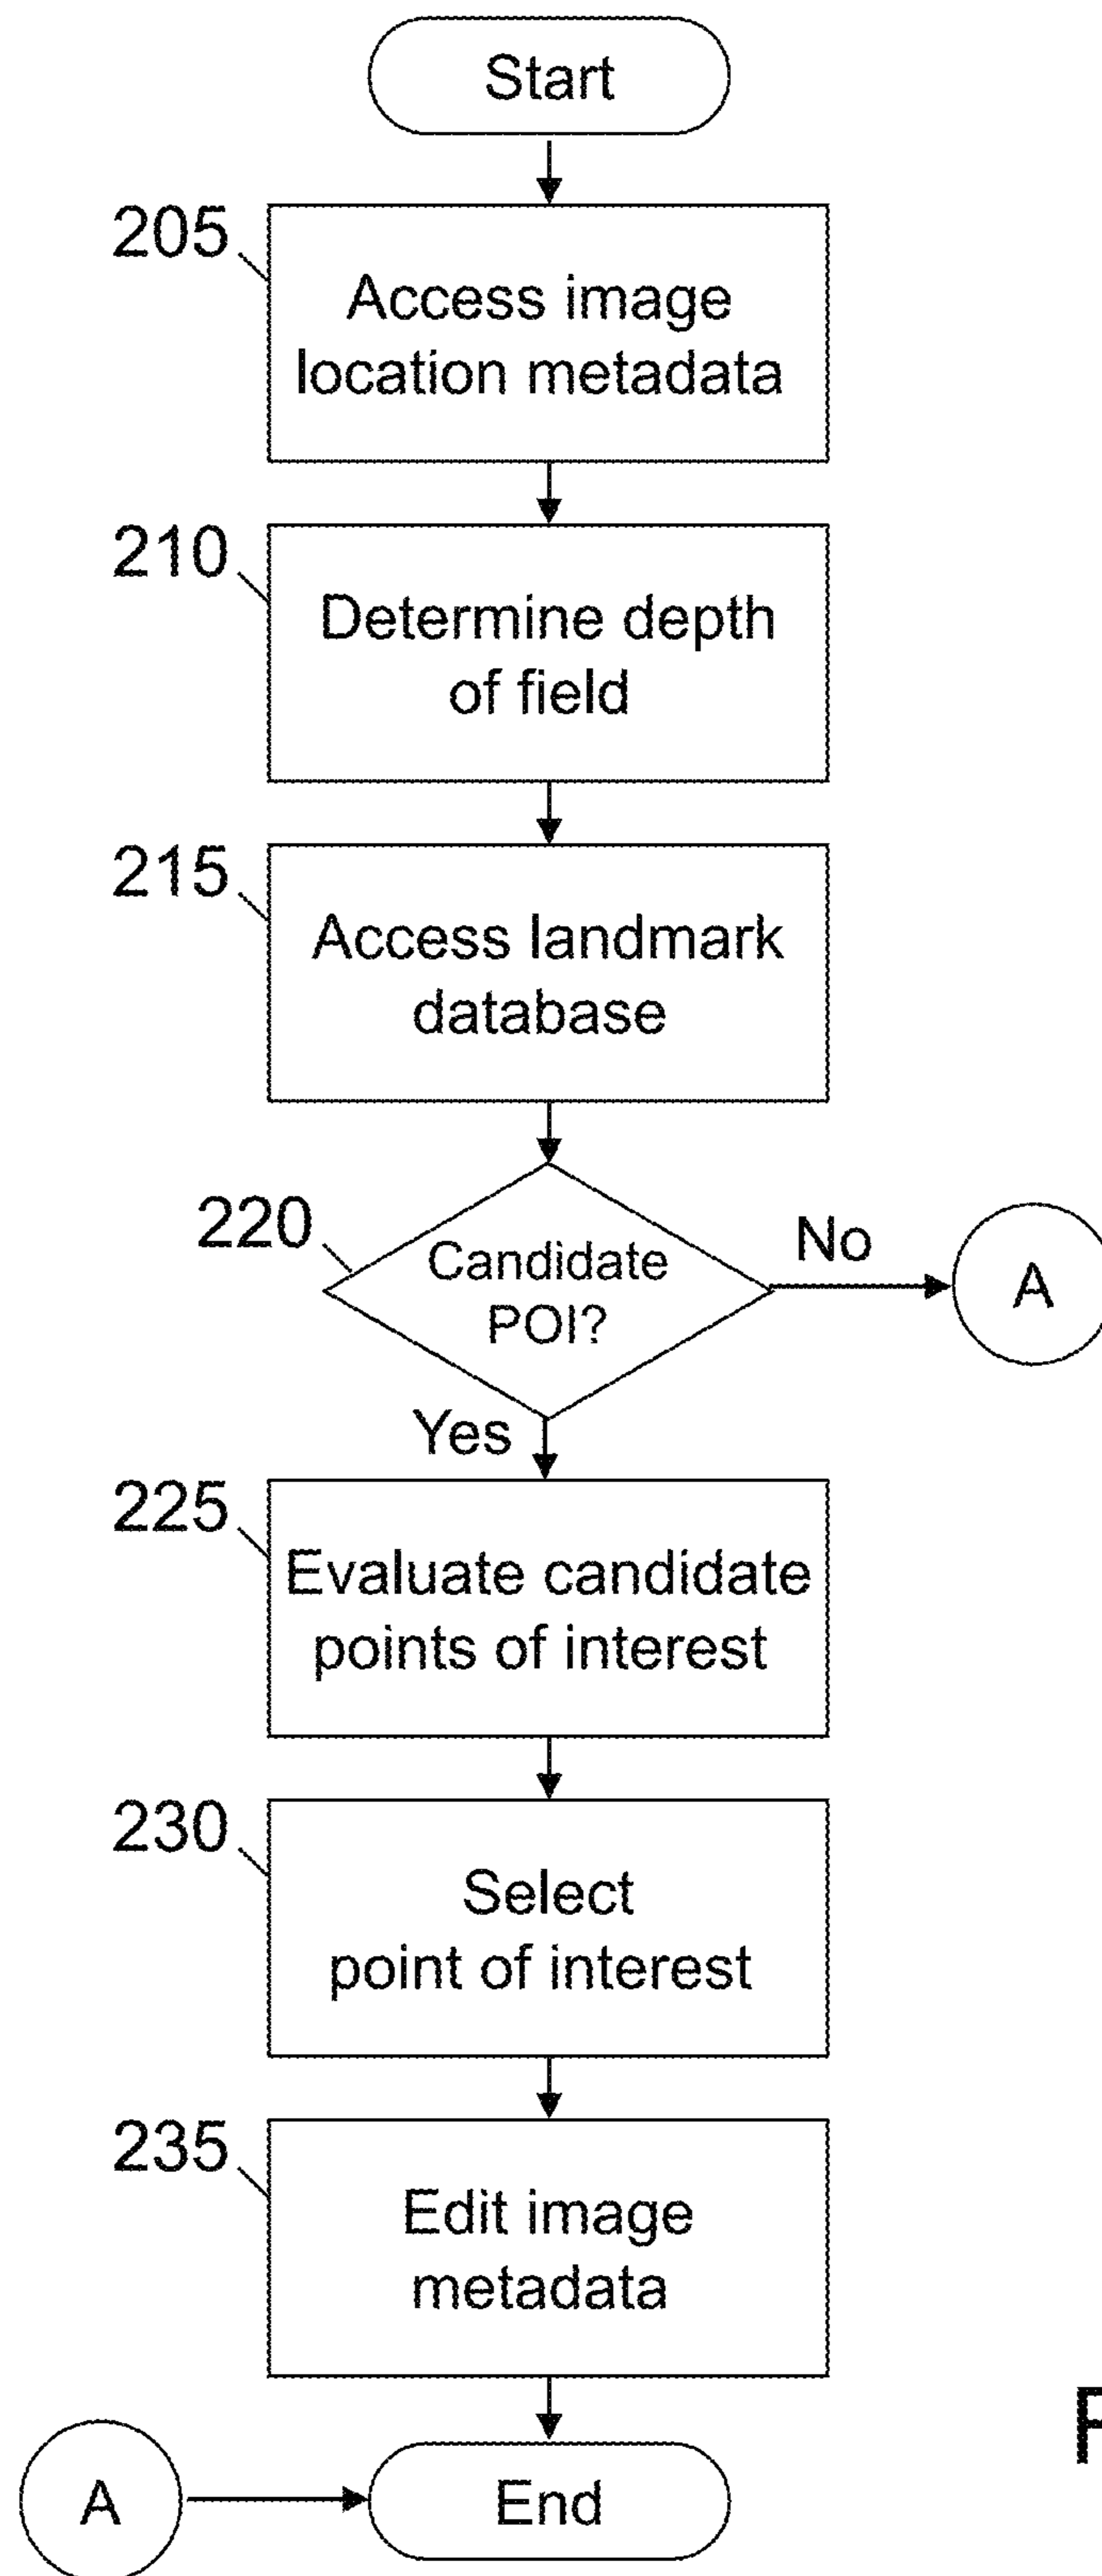 Start
205
Access image
location metadata
210
Determine depth
of field
215
Access landmark
database
220
Candidate
POI?
No
A
Yes
225
Evaluate candidate
points of interest
230
Select
point of interest
235
Edit image
metadata
A
End